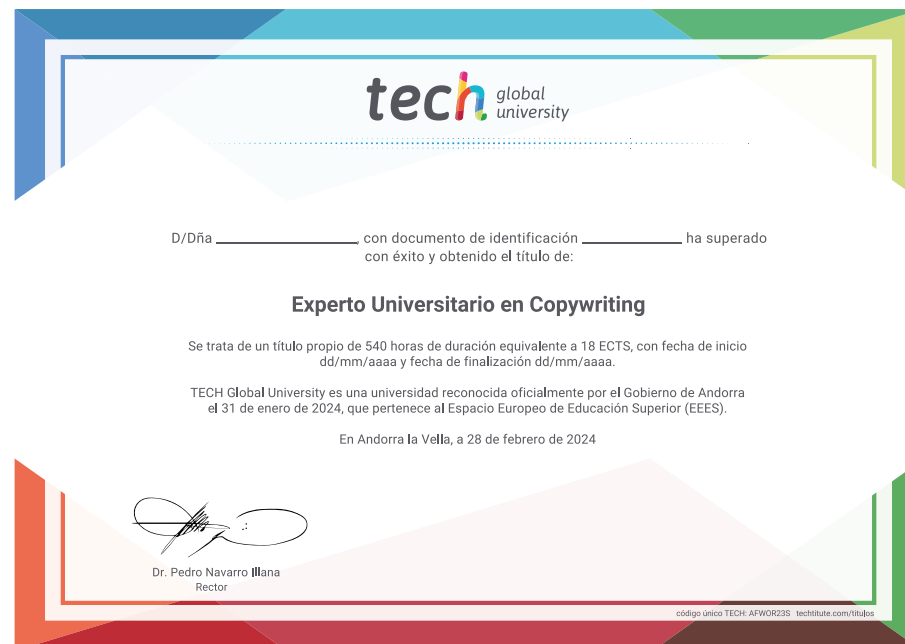 tech global
university
D/Dña ____________________, con documento de identificación ______________ ha superado
con éxito y obtenido el título de:
Experto Universitario en Copywriting
Se trata de un título propio de 540 horas de duración equivalente a 18 ECTS, con fecha de inicio
dd/mm/aaaa y fecha de finalización dd/mm/aaaa.
TECH Global University es una universidad reconocida oficialmente por el Gobierno de Andorra
el 31 de enero de 2024, que pertenece al Espacio Europeo de Educación Superior (EEES).
En Andorra la Vella, a 28 de febrero de 2024
Dr. Pedro Navarro Illana
Rector
código único TECH: AFWOR23S techtitute.com/titulos